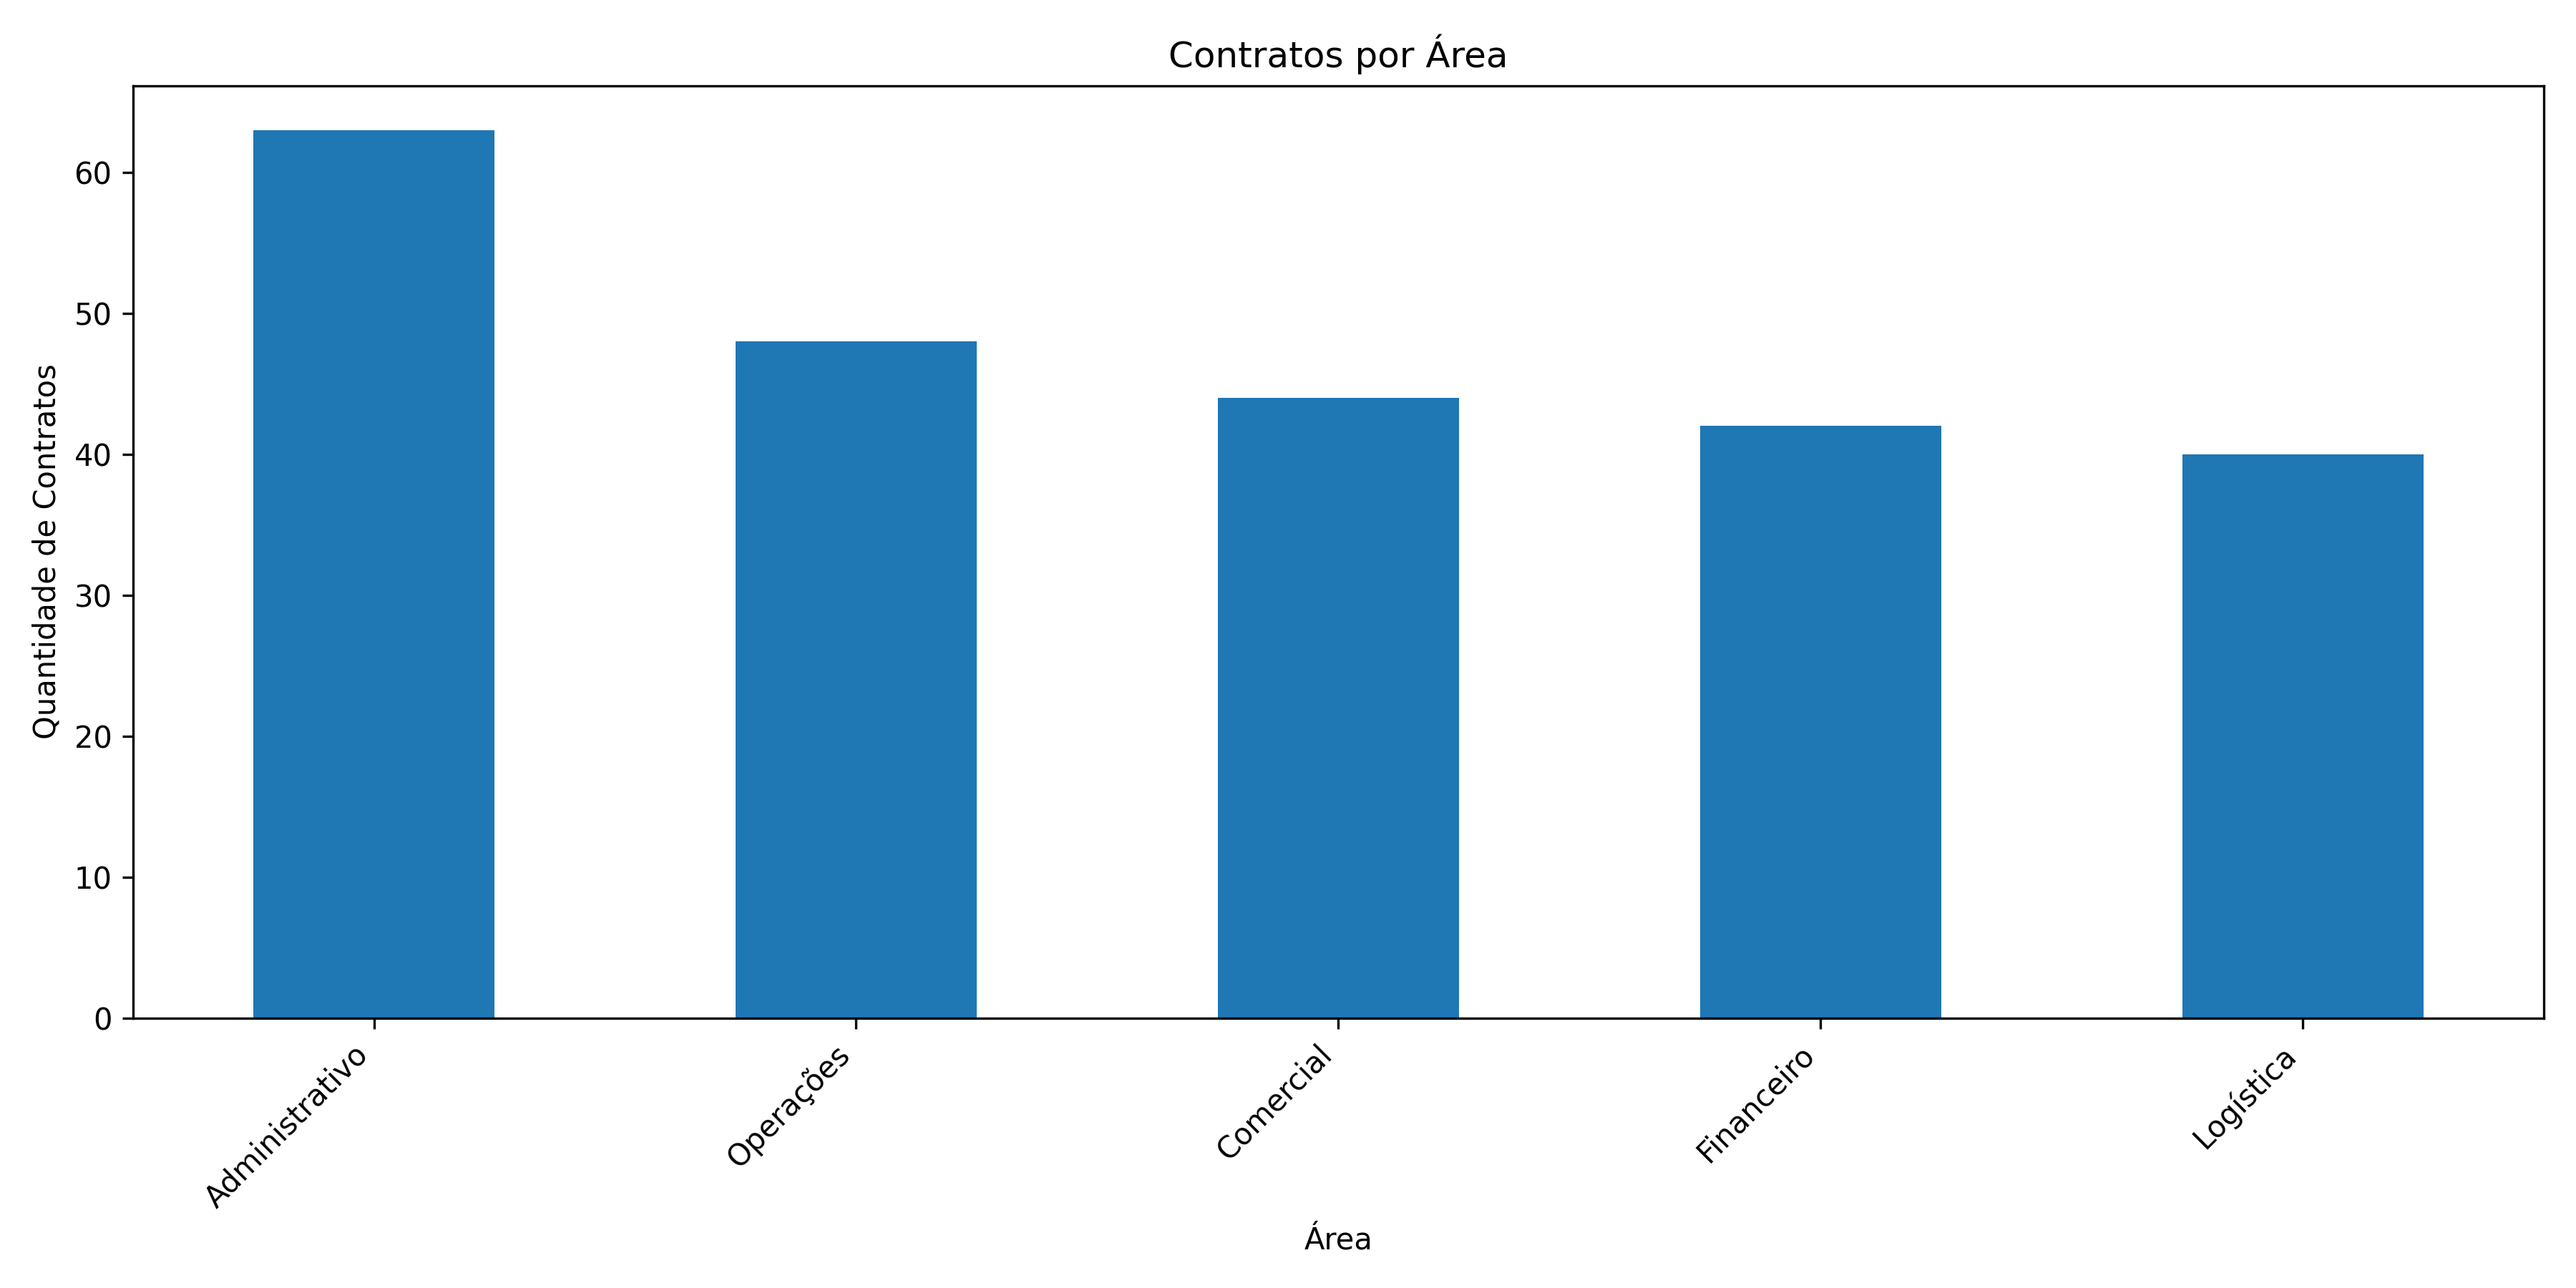 Contratos por Área
Quantidade de Contratos
60
50
40
30
20
10
0
Administrativo
Operações
Comercial
Financeiro
Logística
Área